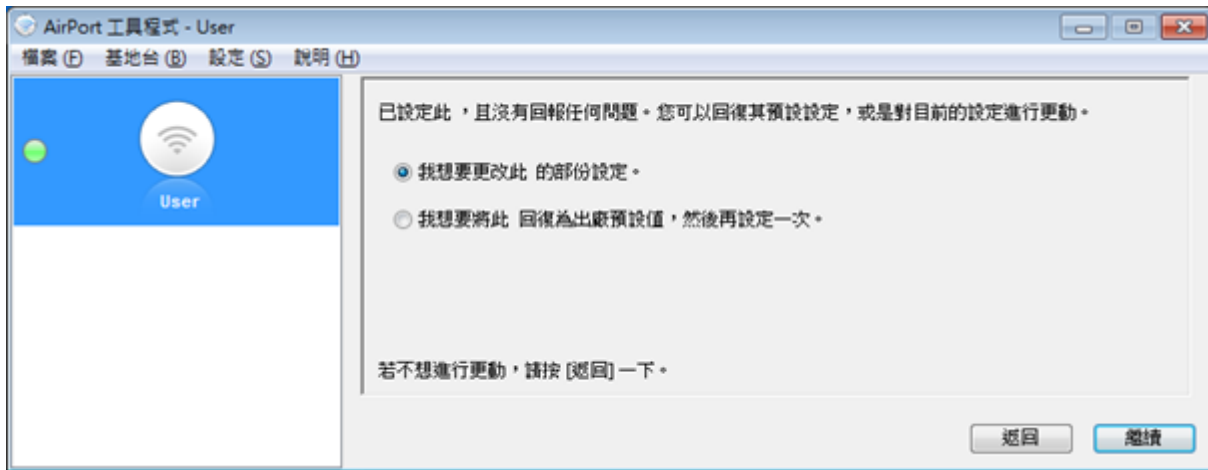 AirPort 工具程式 - User
檔案 (F) 基地台 (B) 設定 (S) 說明 (H)
User
已設定此 ，且沒有回報任何問題。您可以回復其預設設定，或是對目前的設定進行更動。
我想要更改此 的部份設定。
我想要將此 回復為出廠預設值，然後再設定一次。
若不想進行更動，請按 [返回] 一下。
返回 繼續